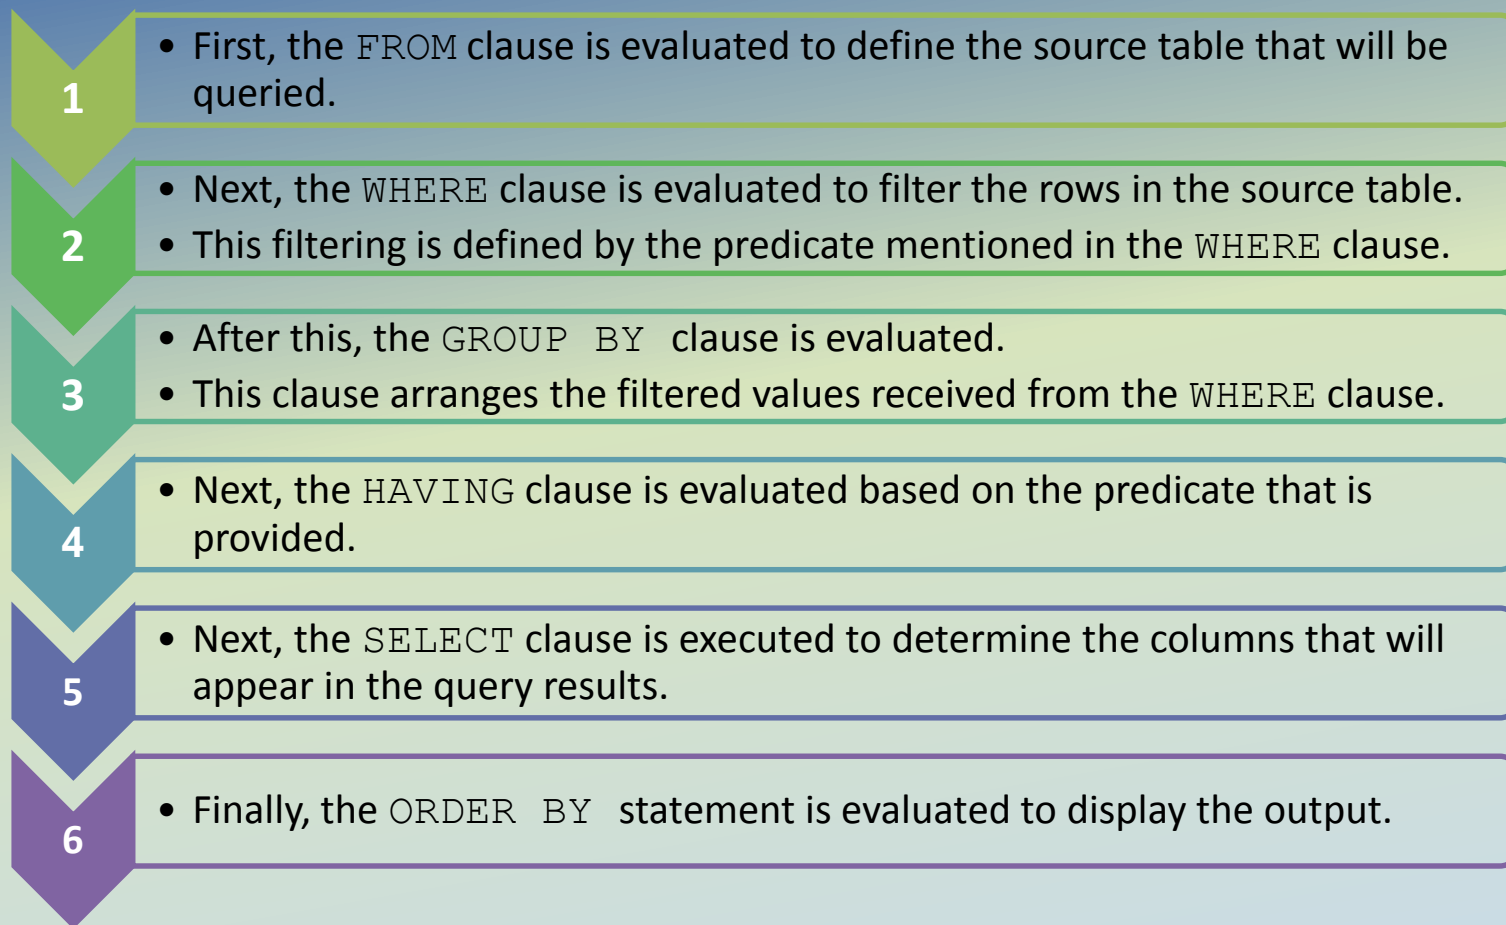 1
• First, the FROM clause is evaluated to define the source table that will be
queried.
2
• Next, the WHERE clause is evaluated to filter the rows in the source table.
• This filtering is defined by the predicate mentioned in the WHERE clause.
3
• After this, the GROUP BY clause is evaluated.
• This clause arranges the filtered values received from the WHERE clause.
4
• Next, the HAVING clause is evaluated based on the predicate that is
provided.
5
• Next, the SELECT clause is executed to determine the columns that will
appear in the query results.
6
• Finally, the ORDER BY statement is evaluated to display the output.